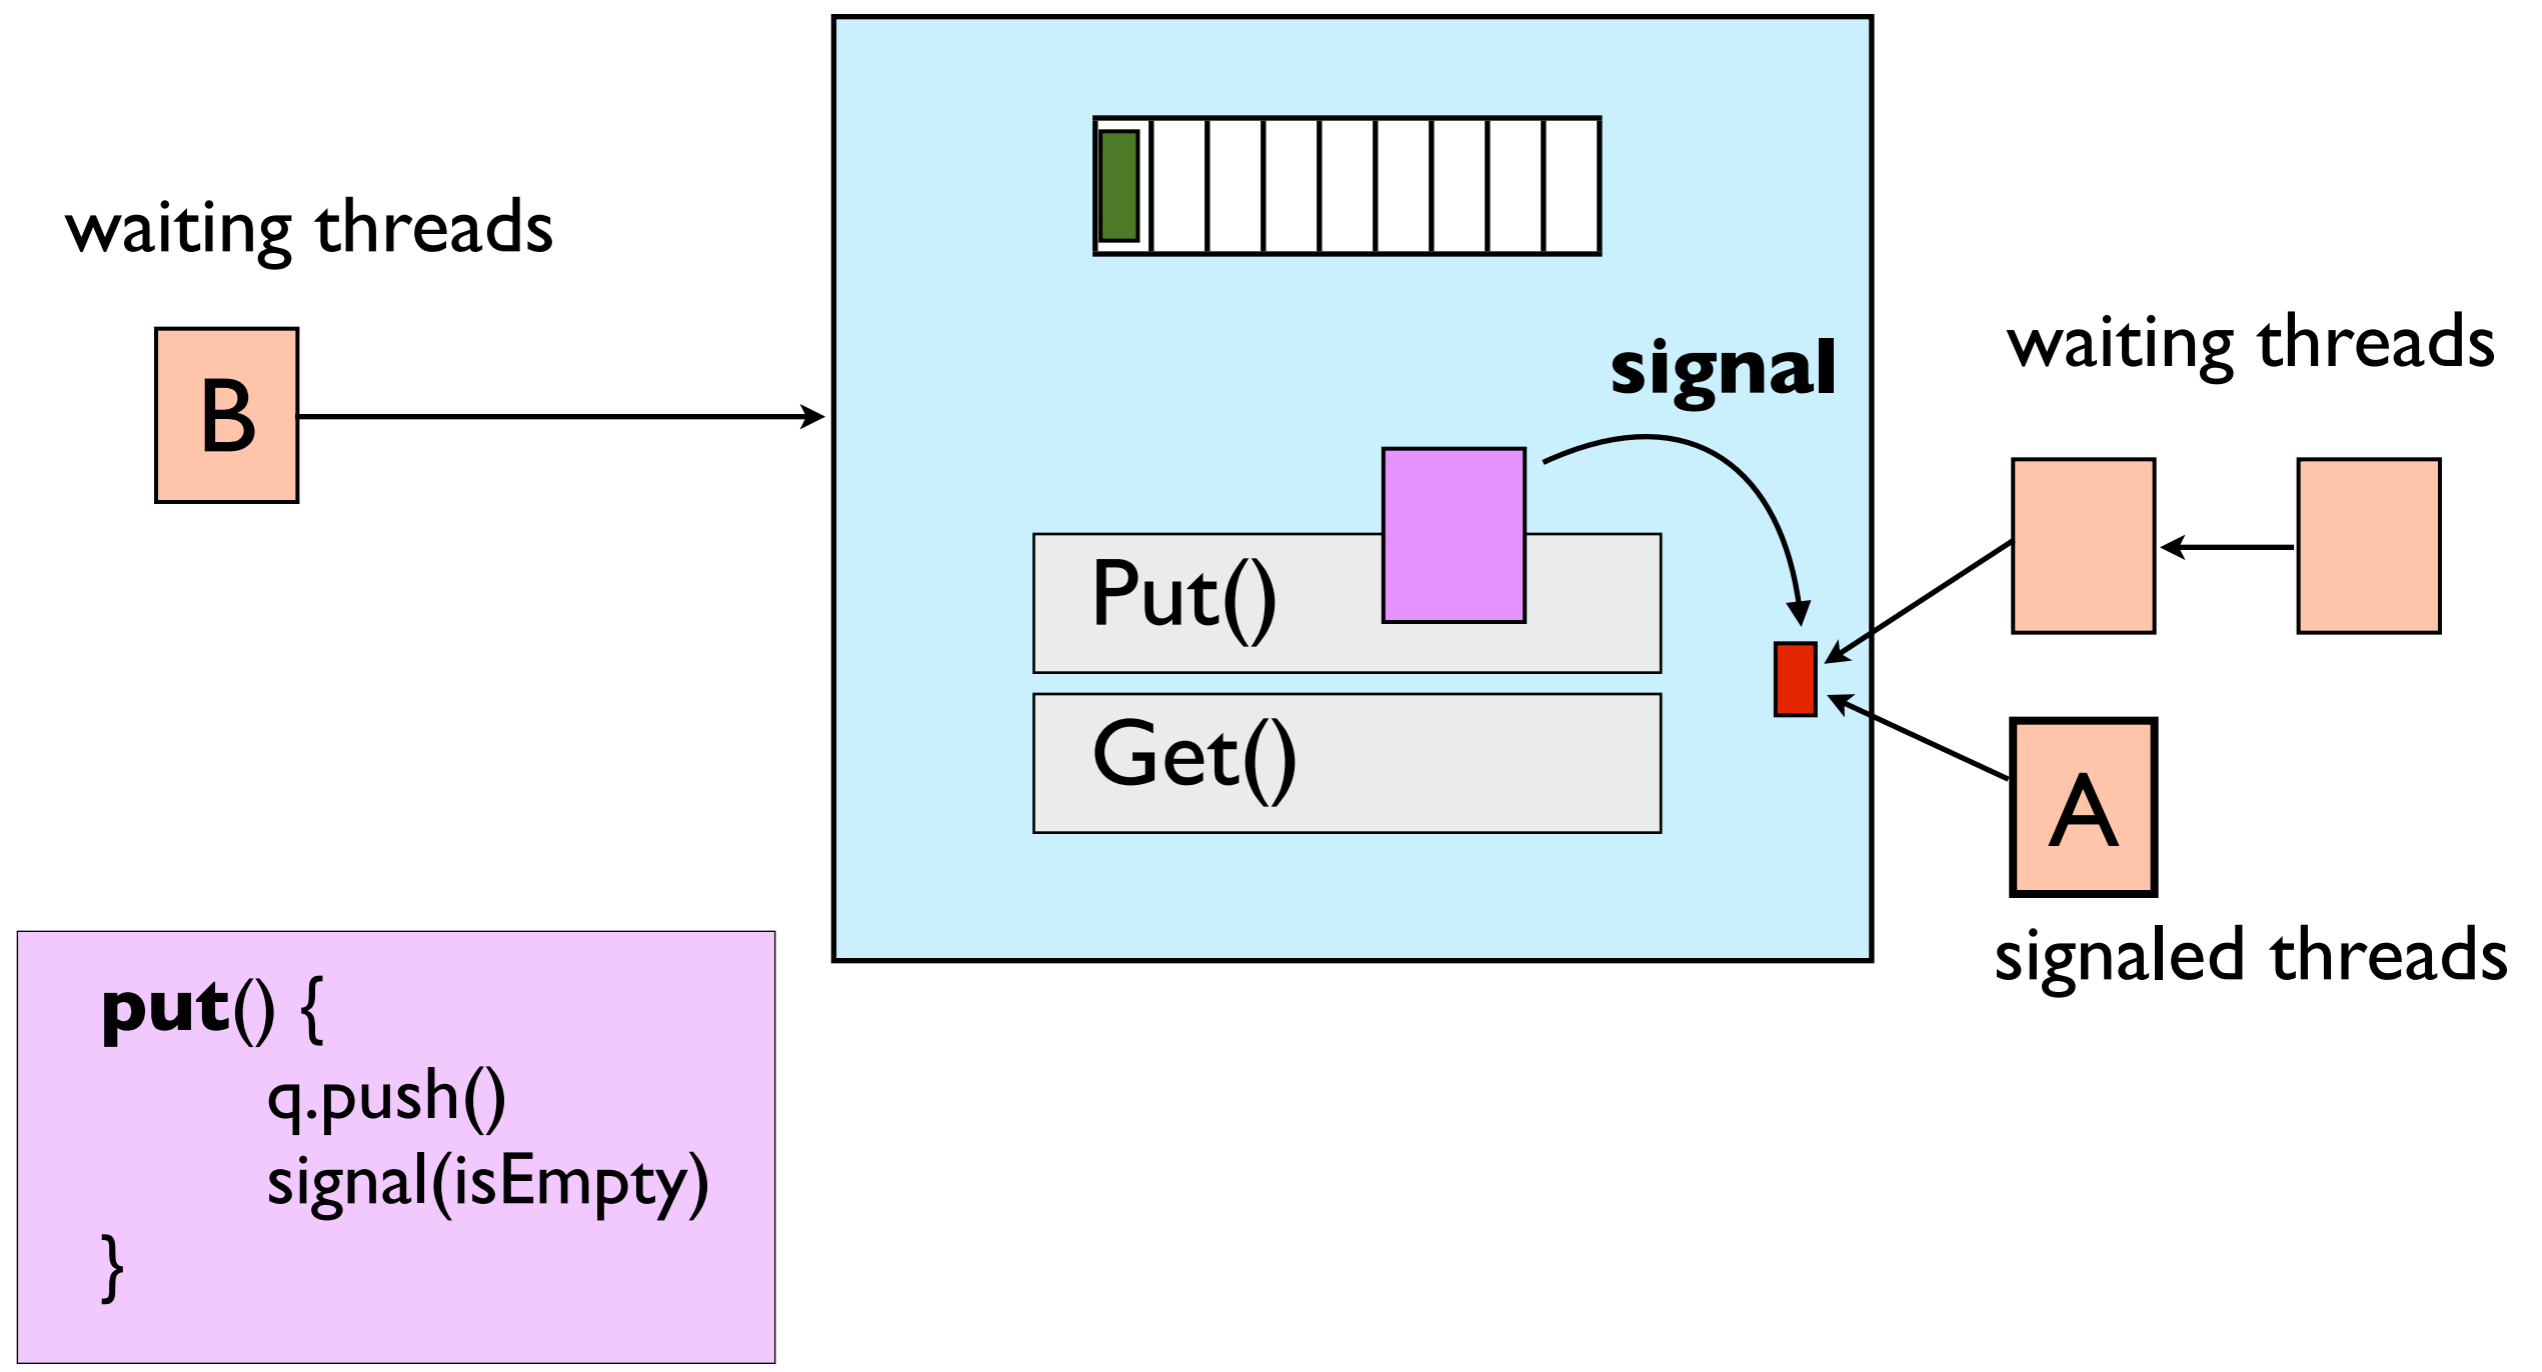 waiting threads
B
signal
waiting threads
Put()
Get()
A
signaled threads
put() {
q.push()
signal(isEmpty)
}